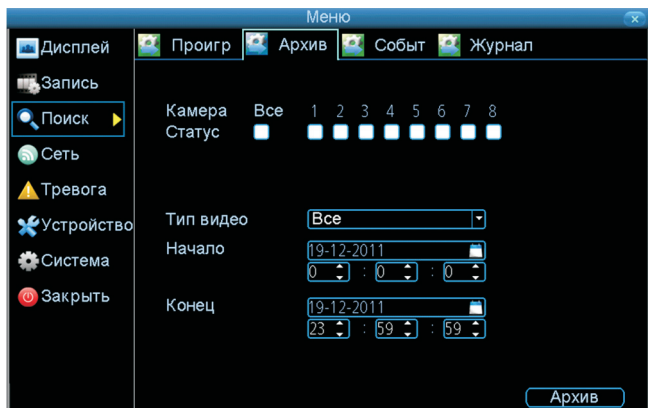 Меню
Дисплей
Запись
Поиск
Сеть
Тревога
Устройство
Система
Закрыть
Проигр Архив Событ Журнал
Камера Все 1 2 3 4 5 6 7 8
Статус
Тип видео Все
Начало 19-12-2011
0 : 0 : 0
Конец 19-12-2011
23 : 59 : 59
Архив